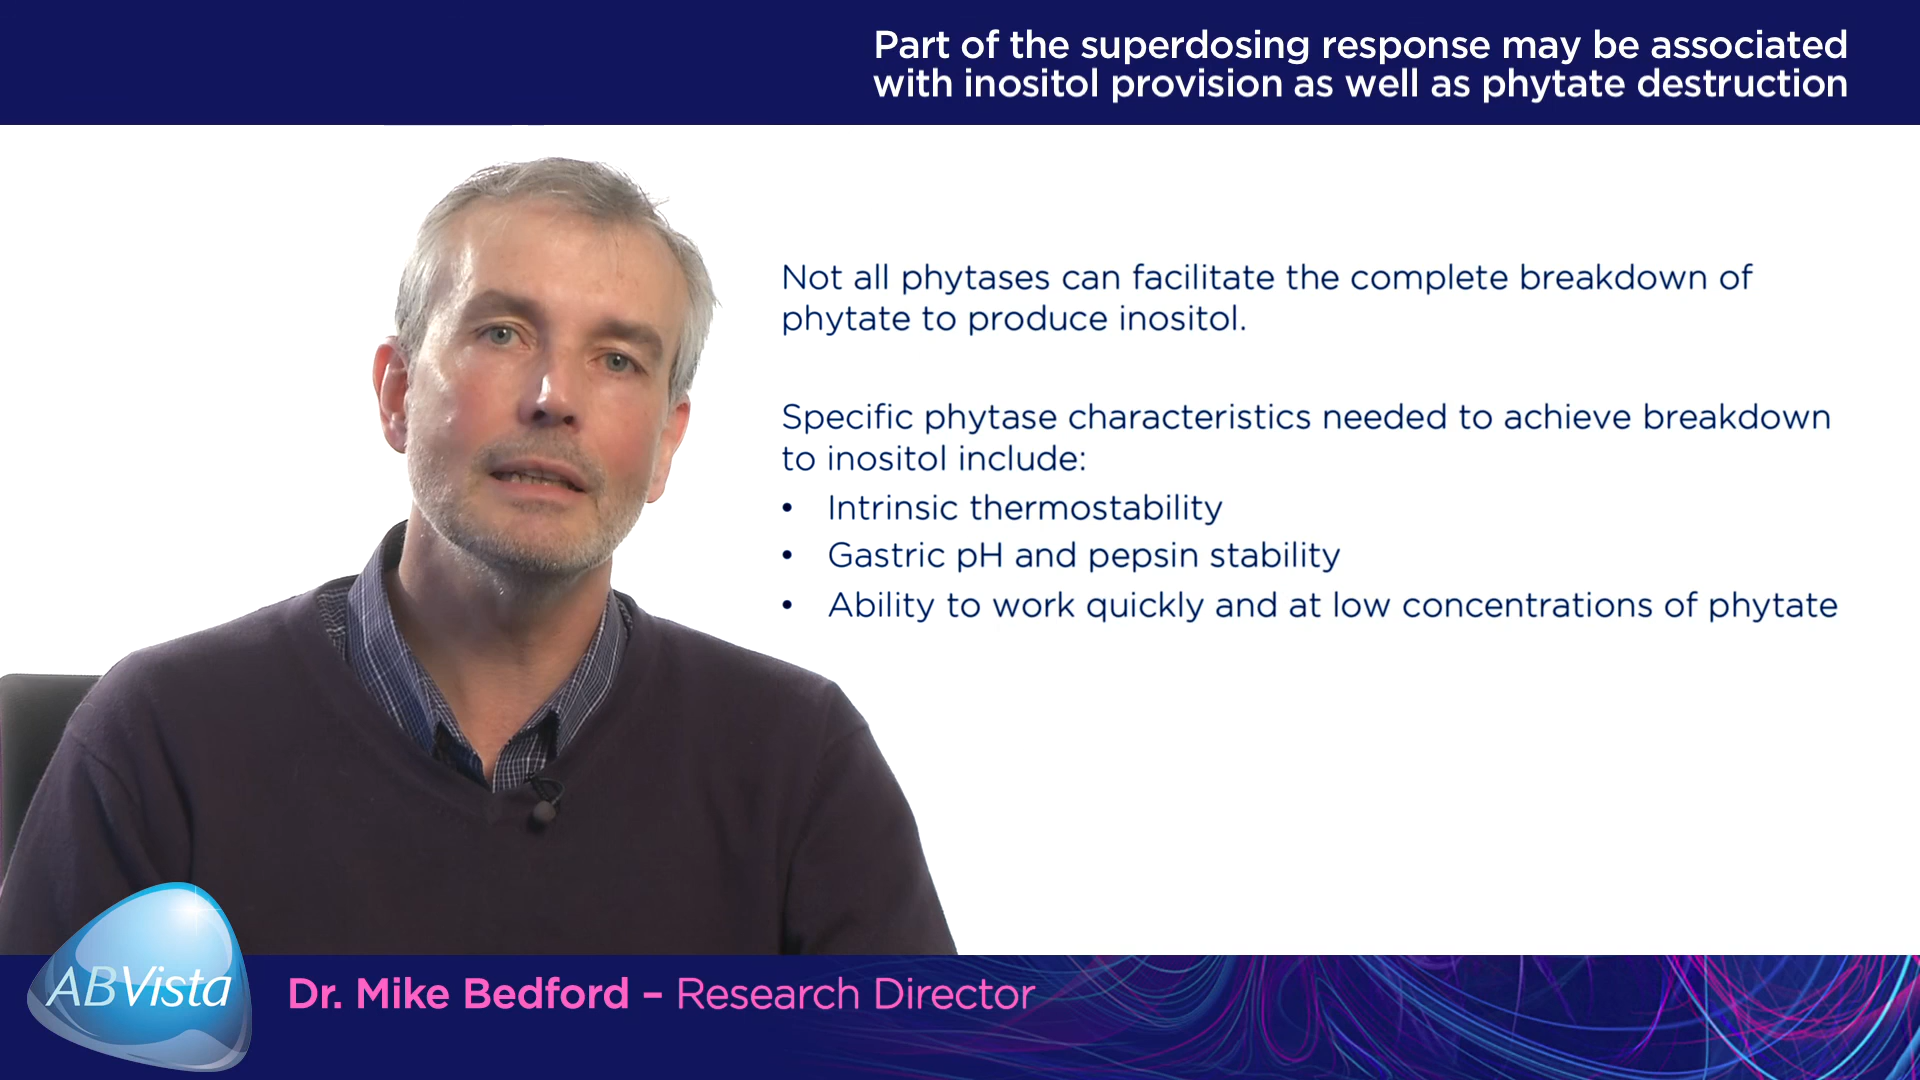 Part of the superdosing response may be associated
with inositol provision as well as phytate destruction
Not all phytases can facilitate the complete breakdown of
phytate to produce inositol.
Specific phytase characteristics needed to achieve breakdown
to inositol include:
• Intrinsic thermostability
• Gastric pH and pepsin stability
• Ability to work quickly and at low concentrations of phytate
ABVista
Dr. Mike Bedford – Research Director